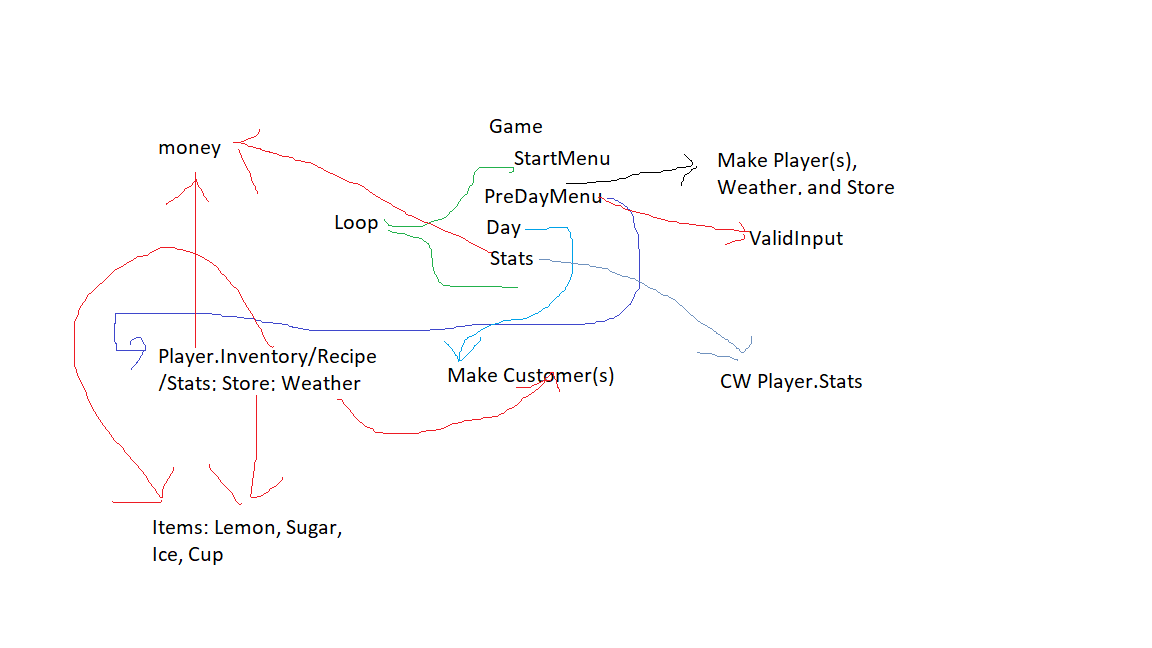 Game
money
StartMenu
Make Player(s),
Weather. and Store
PreDayMenu
Loop
Day
ValidInput
Stats
Player.Inventory/Recipe
/Stats; Store; Weather
Make Customer(s)
CW Player.Stats
Items: Lemon, Sugar,
Ice, Cup